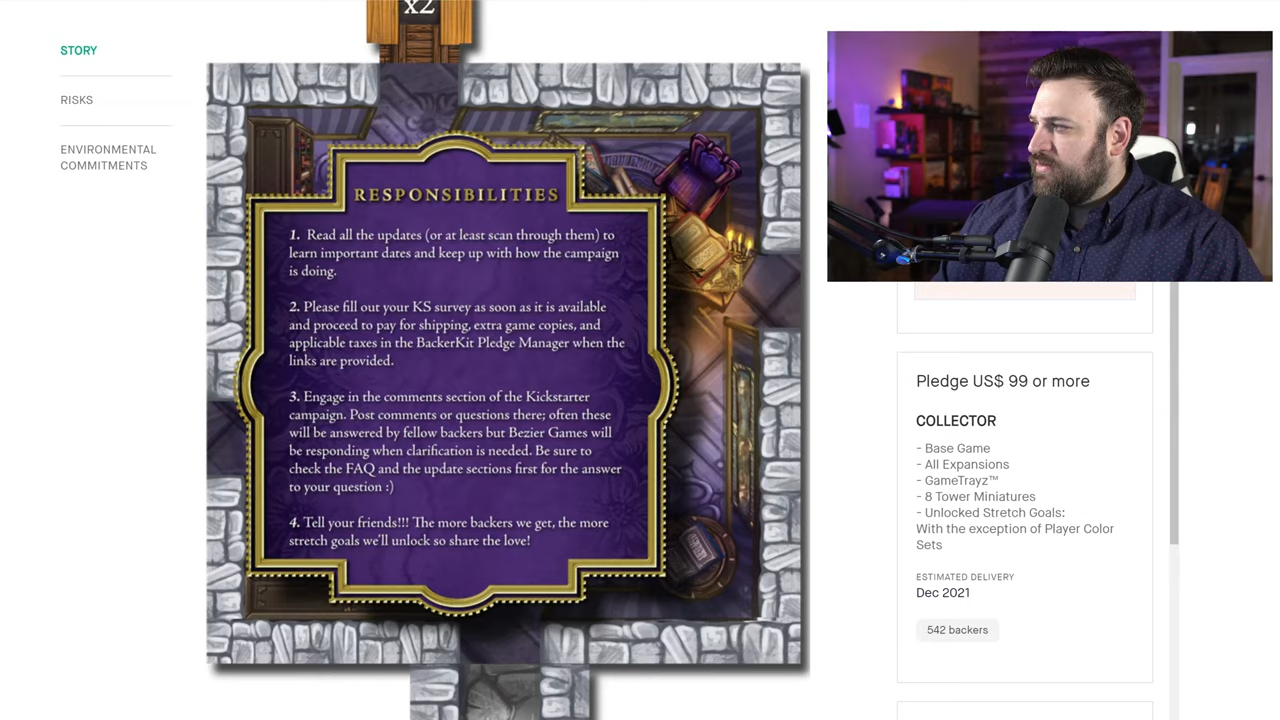 x2
STORY
RISKS
ENVIRONMENTAL
COMMITMENTS
RESPONSIBILITIES
1. Read all the updates (or at least scan through them) to
learn important dates and keep up with how the campaign
is doing.
2. Please fill out your KS survey as soon as it is available
and proceed to pay for shipping, extra game copies, and
applicable taxes in the BackerKit Pledge Manager when the
links are provided.
3. Engage in the comments section of the Kickstarter
campaign. Post comments or questions there; often these
will be answered by fellow backers but Bezier Games will
be responding when clarification is needed. Be sure to
check the FAQ and the update sections first for the answer
to your question :)
4. Tell your friends!!! The more backers we get, the more
stretch goals we'll unlock so share the love!
Pledge US$ 99 or more
COLLECTOR
- Base Game
- All Expansions
- GameTrayz™
- 8 Tower Miniatures
- Unlocked Stretch Goals:
With the exception of Player Color
Sets
ESTIMATED DELIVERY
Dec 2021
542 backers